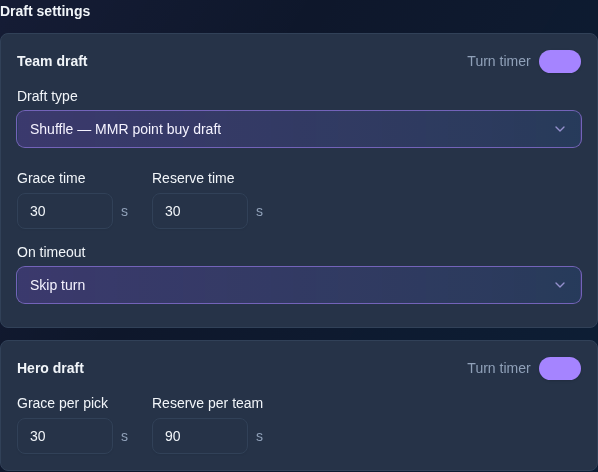 Draft settings
Team draft
Turn timer
Draft type
Shuffle — MMR point buy draft
Grace time
Reserve time
30 s
30 s
On timeout
Skip turn
Hero draft
Turn timer
Grace per pick
Reserve per team
30 s
90 s